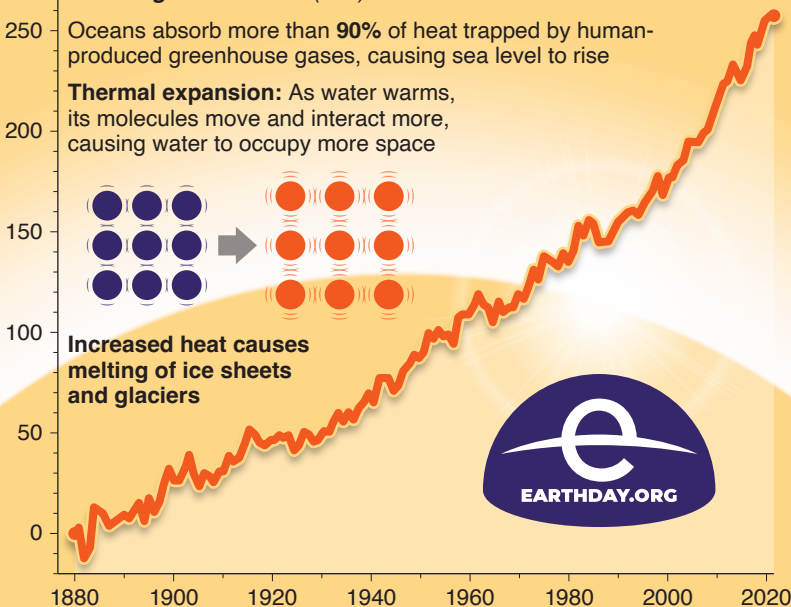 250
Oceans absorb more than 90% of heat trapped by human-
produced greenhouse gases, causing sea level to rise
Thermal expansion: As water warms,
its molecules move and interact more,
causing water to occupy more space
200
150
100
Increased heat causes
melting of ice sheets
and glaciers
50
e
EARTHDAY.ORG
0
1880 1900 1920 1940 1960 1980 2000 2020